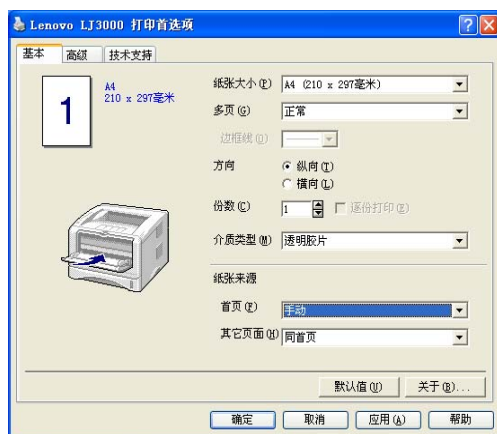 Lenovo LJ3000 打印首选项
基本 高级 技术支持
1
A4
210 x 297毫米
纸张大小(P) A4 (210 x 297毫米)
多页(G) 正常
边框线(D)
方向 纵向(T)
横向(L)
份数(C) 1 逐份打印(E)
介质类型(M) 透明胶片
纸张来源
首页(F) 手动
其它页面(H) 同首页
默认值(U) 关于(B)...
确定 取消 应用(A) 帮助